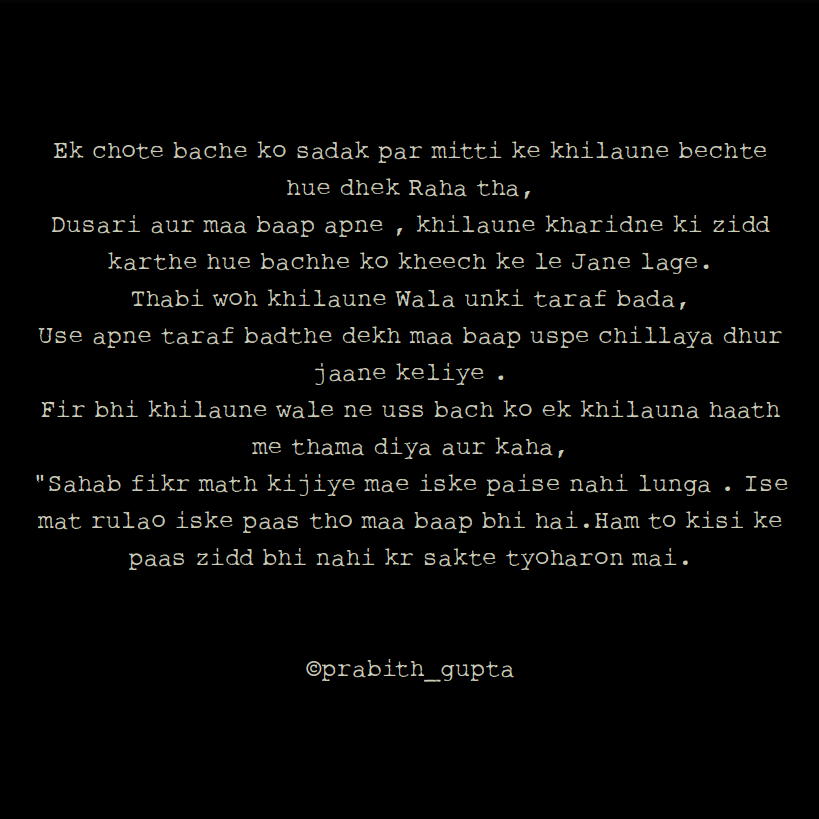 Ek chote bache ko sadak par mitti ke khilaune bechte
hue dhek Raha tha,
Dusari aur maa baap apne , khilaune kharidne ki zidd
karthe hue bachhe ko kheech ke le Jane lage.
Thabi woh khilaune Wala unki taraf bada,
Use apne taraf badthe dekh maa baap uspe chillaya dhur
jaane keliye .
Fir bhi khilaune wale ne uss bach ko ek khilauna haath
me thama diya aur kaha,
"Sahab fikr math kijiye mae iske paise nahi lunga . Ise
mat rulao iske paas tho maa baap bhi hai.Ham to kisi ke
paas zidd bhi nahi kr sakte tyoharon mai.
©prabith_gupta